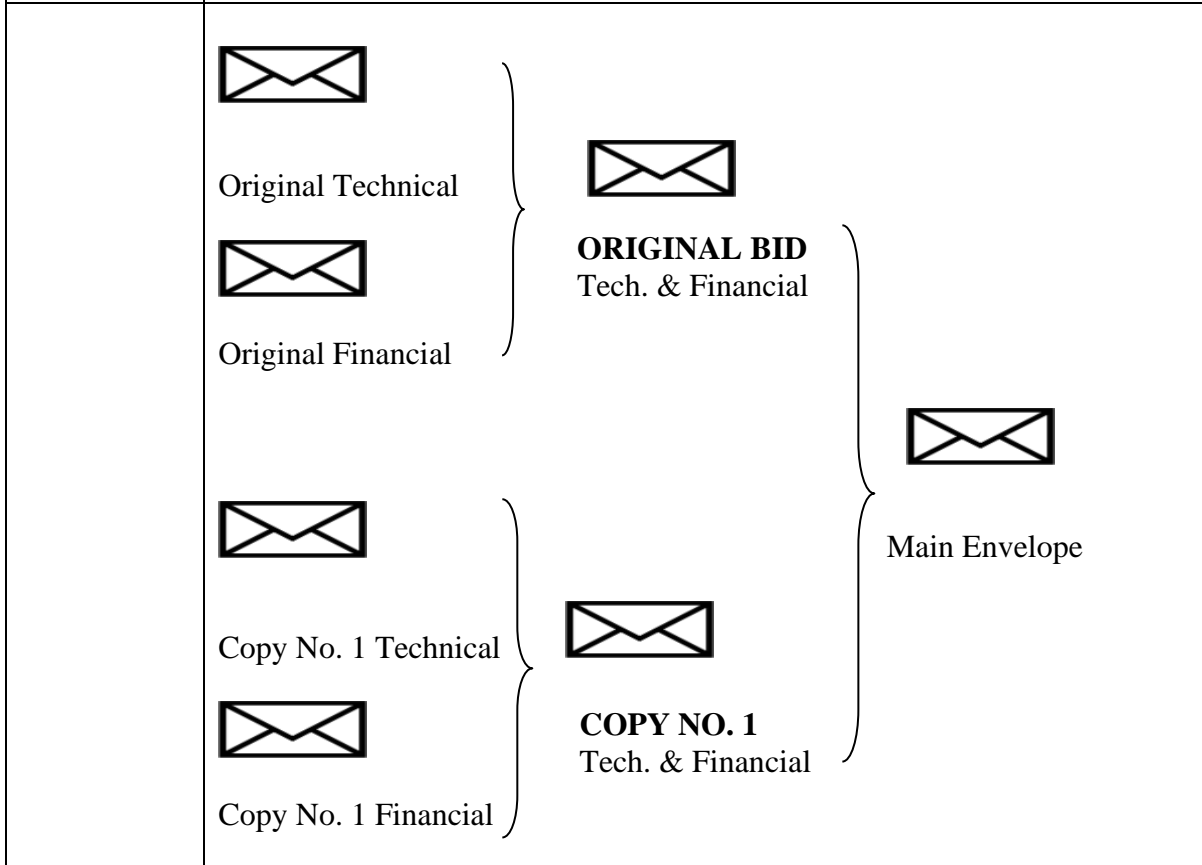 Original Technical
Original Financial
ORIGINAL BID
Tech. & Financial
Copy No. 1 Technical
Copy No. 1 Financial
COPY NO. 1
Tech. & Financial
Main Envelope